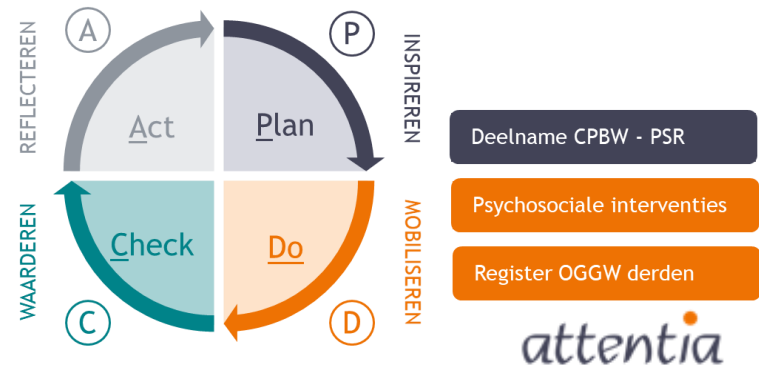 A
P
REFLECTEREN
INSPIREREN
Act
Plan
Deelname CPBW - PSR
Psychosociale interventies
Check
Do
WAARDEREN
MOBILISEREN
Register OGGW derden
C
D
attentia